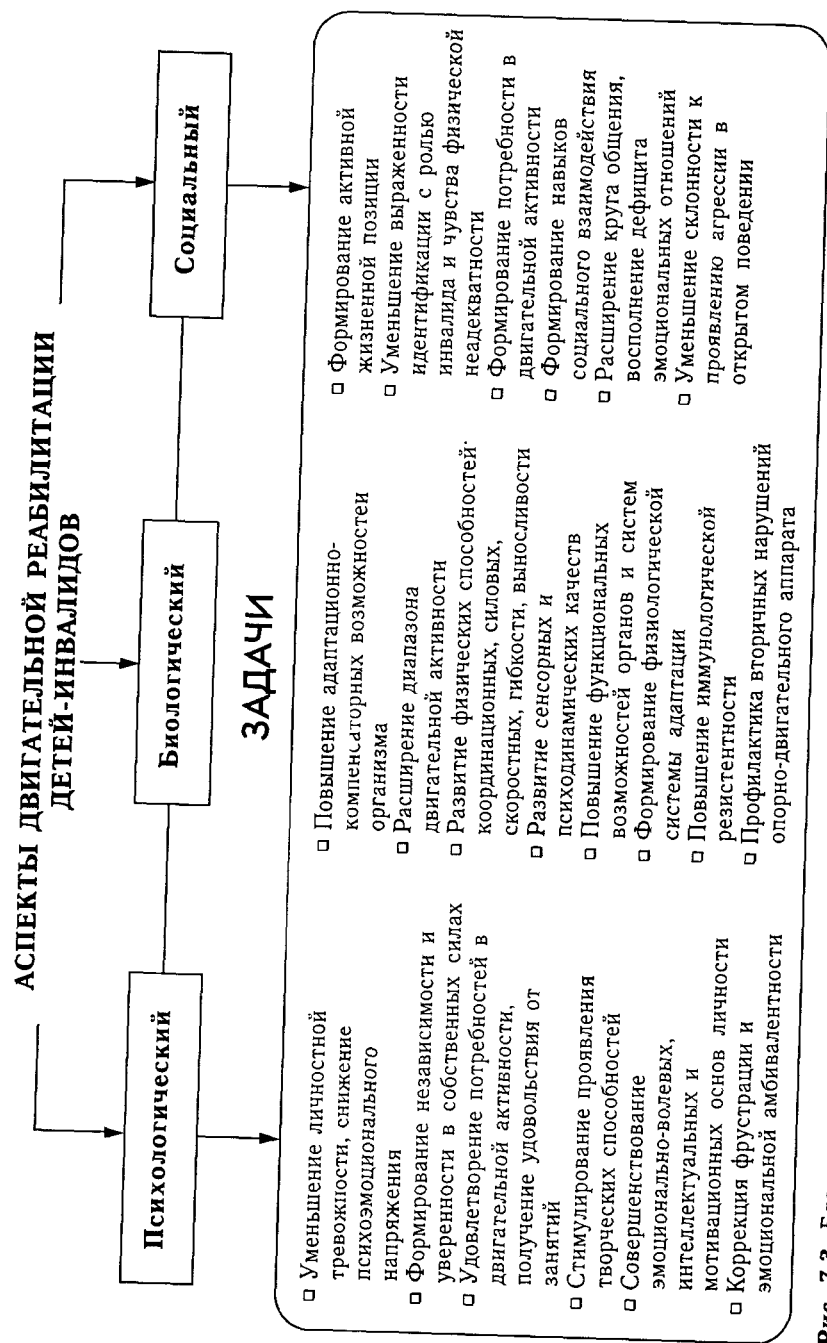 АСПЕКТЫ ДВИГАТЕЛЬНОЙ РЕАБИЛИТАЦИИ
ДЕТЕЙ-ИНВАЛИДОВ
Психологический
Биологический
Социальный
ЗАДАЧИ
□ Уменьшение личностной
тревожности, снижение
психоэмоционального
напряжения
□ Формирование независимости и
уверенности в собственных силах
□ Удовлетворение потребностей в
двигательной активности,
получение удовольствия от
занятий
□ Стимулирование проявления
творческих способностей
□ Совершенствование
эмоционально-волевых,
интеллектуальных и
мотивационных основ личности
□ Коррекция фрустрации и
эмоциональной амбивалентности
□ Повышение адаптационно-
компенсаторных возможностеи
организма
□ Расширение диапазона
двигательной активности
□ Развитие физических способностей·
координационных, силовых,
скоростных, гибкости, выносливости
□ Развитие сенсорных и
психодинамических качеств
□ Повышение функциональных
возможностей органов и систем
□ Формирование физиологической
системы адаптации
□ Повышение иммунологической
резистентности
□ Профилактика вторичных нарушений
опорно-двигательного аппарата
□ Формирование активной
жизненной позиции
□ Уменьшение выраженности
идентификации с ролью
инвалида и чувства физической
неадекватности
□ Формирование потребности в
двигательной активности
□ Формирование навыков
социального взаимодействия
□ Расширение круга общения,
восполнение дефицита
эмоциональных отношений
□ Уменьшение склонности к
проявлению агрессии в
открытом поведении
Рис. 7.3.